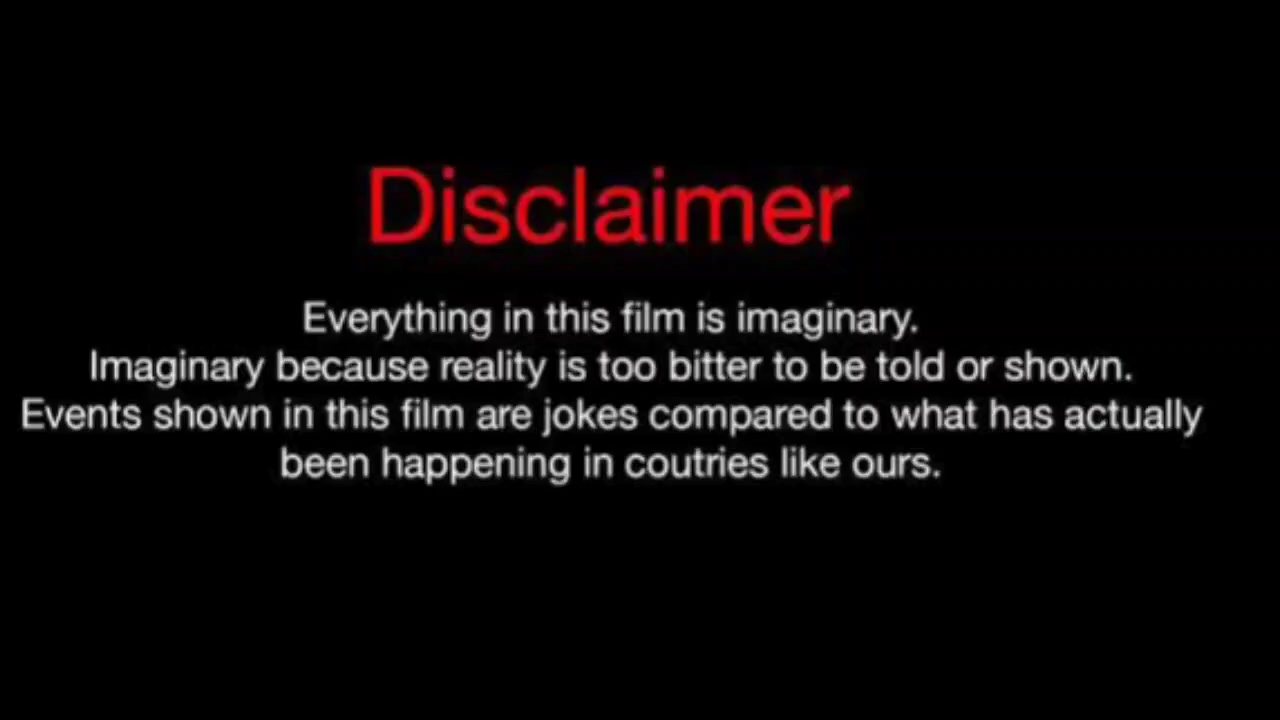 Disclaimer
Everything in this film is imaginary.
Imaginary because reality is too bitter to be told or shown.
Events shown in this film are jokes compared to what has actually
been happening in coutries like ours.